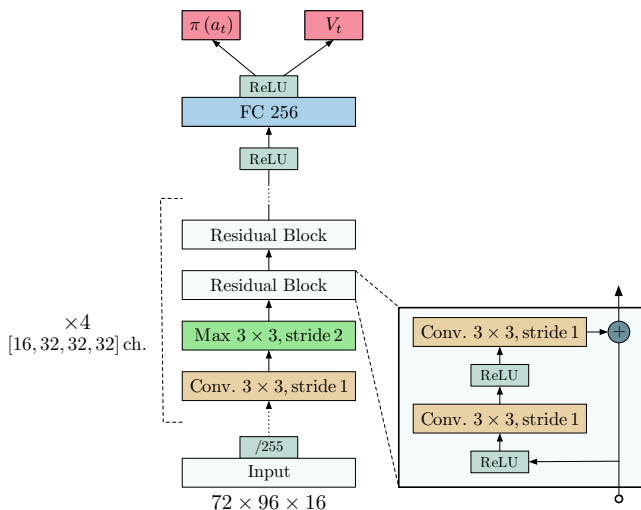 π (a_t)
V_t
ReLU
FC 256
ReLU
Residual Block
Residual Block
Max 3 × 3, stride 2
Conv. 3 × 3, stride 1
/255
Input
72 × 96 × 16
×4
[16, 32, 32, 32] ch.
Conv. 3 × 3, stride 1
+
ReLU
Conv. 3 × 3, stride 1
ReLU